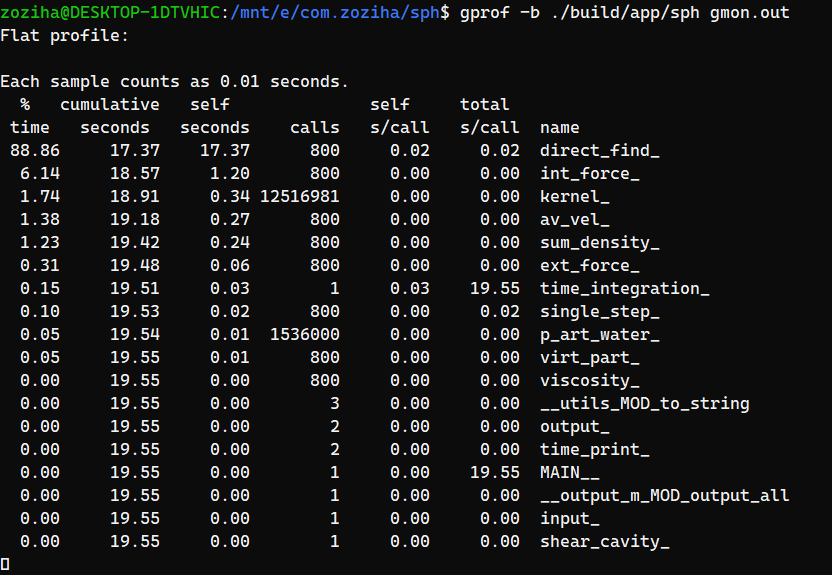 zoziha@DESKTOP-1DTVHIC:/mnt/e/com.zoziha/sph$ gprof -b ./build/app/sph gmon.out
Flat profile:

Each sample counts as 0.01 seconds.
  %   cumulative   self              self     total
 time   seconds   seconds    calls   s/call   s/call  name
88.86     17.37    17.37      800     0.02     0.02  direct_find_
 6.14     18.57     1.20      800     0.00     0.00  int_force_
 1.74     18.91     0.34 12516981     0.00     0.00  kernel_
 1.38     19.18     0.27      800     0.00     0.00  av_vel_
 1.23     19.42     0.24      800     0.00     0.00  sum_density_
 0.31     19.48     0.06      800     0.00     0.00  ext_force_
 0.15     19.51     0.03        1     0.03    19.55  time_integration_
 0.10     19.53     0.02      800     0.00     0.02  single_step_
 0.05     19.54     0.01  1536000     0.00     0.00  p_art_water_
 0.05     19.55     0.01      800     0.00     0.00  virt_part_
 0.00     19.55     0.00      800     0.00     0.00  viscosity_
 0.00     19.55     0.00        3     0.00     0.00  __utils_MOD_to_string
 0.00     19.55     0.00        2     0.00     0.00  output_
 0.00     19.55     0.00        2     0.00     0.00  time_print_
 0.00     19.55     0.00        1     0.00    19.55  MAIN__
 0.00     19.55     0.00        1     0.00     0.00  __output_m_MOD_output_all
 0.00     19.55     0.00        1     0.00     0.00  input_
 0.00     19.55     0.00        1     0.00     0.00  shear_cavity_